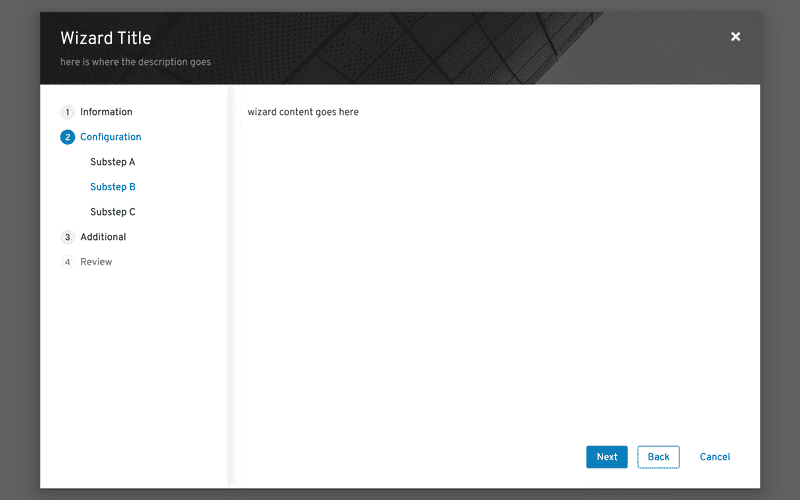 Wizard Title
here is where the description goes
1 Information
2 Configuration
Substep A
Substep B
Substep C
3 Additional
4 Review
wizard content goes here
Next Back Cancel